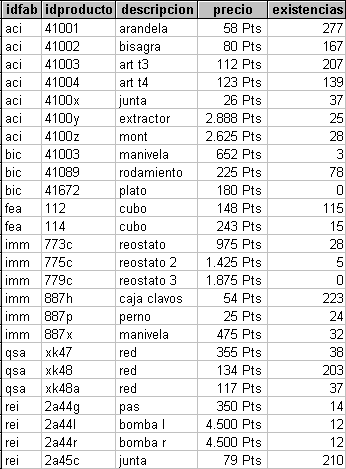 idfab idproducto descripcion precio existencias
aci 41001 arandela 58 Pts 277
aci 41002 bisagra 80 Pts 167
aci 41003 art t3 112 Pts 207
aci 41004 art t4 123 Pts 139
aci 4100x junta 26 Pts 37
aci 4100y extractor 2.888 Pts 25
aci 4100z mont 2.625 Pts 28
bic 41003 manivela 652 Pts 3
bic 41089 rodamiento 225 Pts 78
bic 41672 plato 180 Pts 0
fea 112 cubo 148 Pts 115
fea 114 cubo 243 Pts 15
imm 773c reostato 975 Pts 28
imm 775c reostato 2 1.425 Pts 5
imm 779c reostato 3 1.875 Pts 0
imm 887h caja clavos 54 Pts 223
imm 887p perno 25 Pts 24
imm 887x manivela 475 Pts 32
qsa xk47 red 355 Pts 38
qsa xk48 red 134 Pts 203
qsa xk48a red 117 Pts 37
rei 2a44g pas 350 Pts 14
rei 2a44l bomba l 4.500 Pts 12
rei 2a44r bomba r 4.500 Pts 12
rei 2a45c junta 79 Pts 210